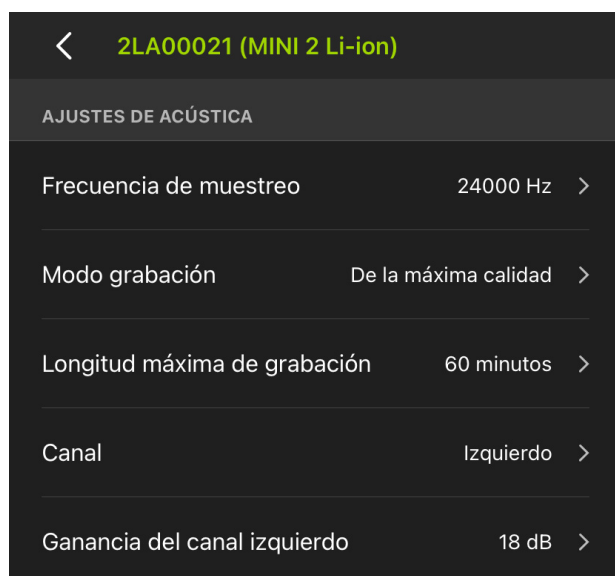 2LA00021 (MINI 2 Li-ion)
AJUSTES DE ACÚSTICA
Frecuencia de muestreo 24000 Hz
Modo grabación De la máxima calidad
Longitud máxima de grabación 60 minutos
Canal Izquierdo
Ganancia del canal izquierdo 18 dB